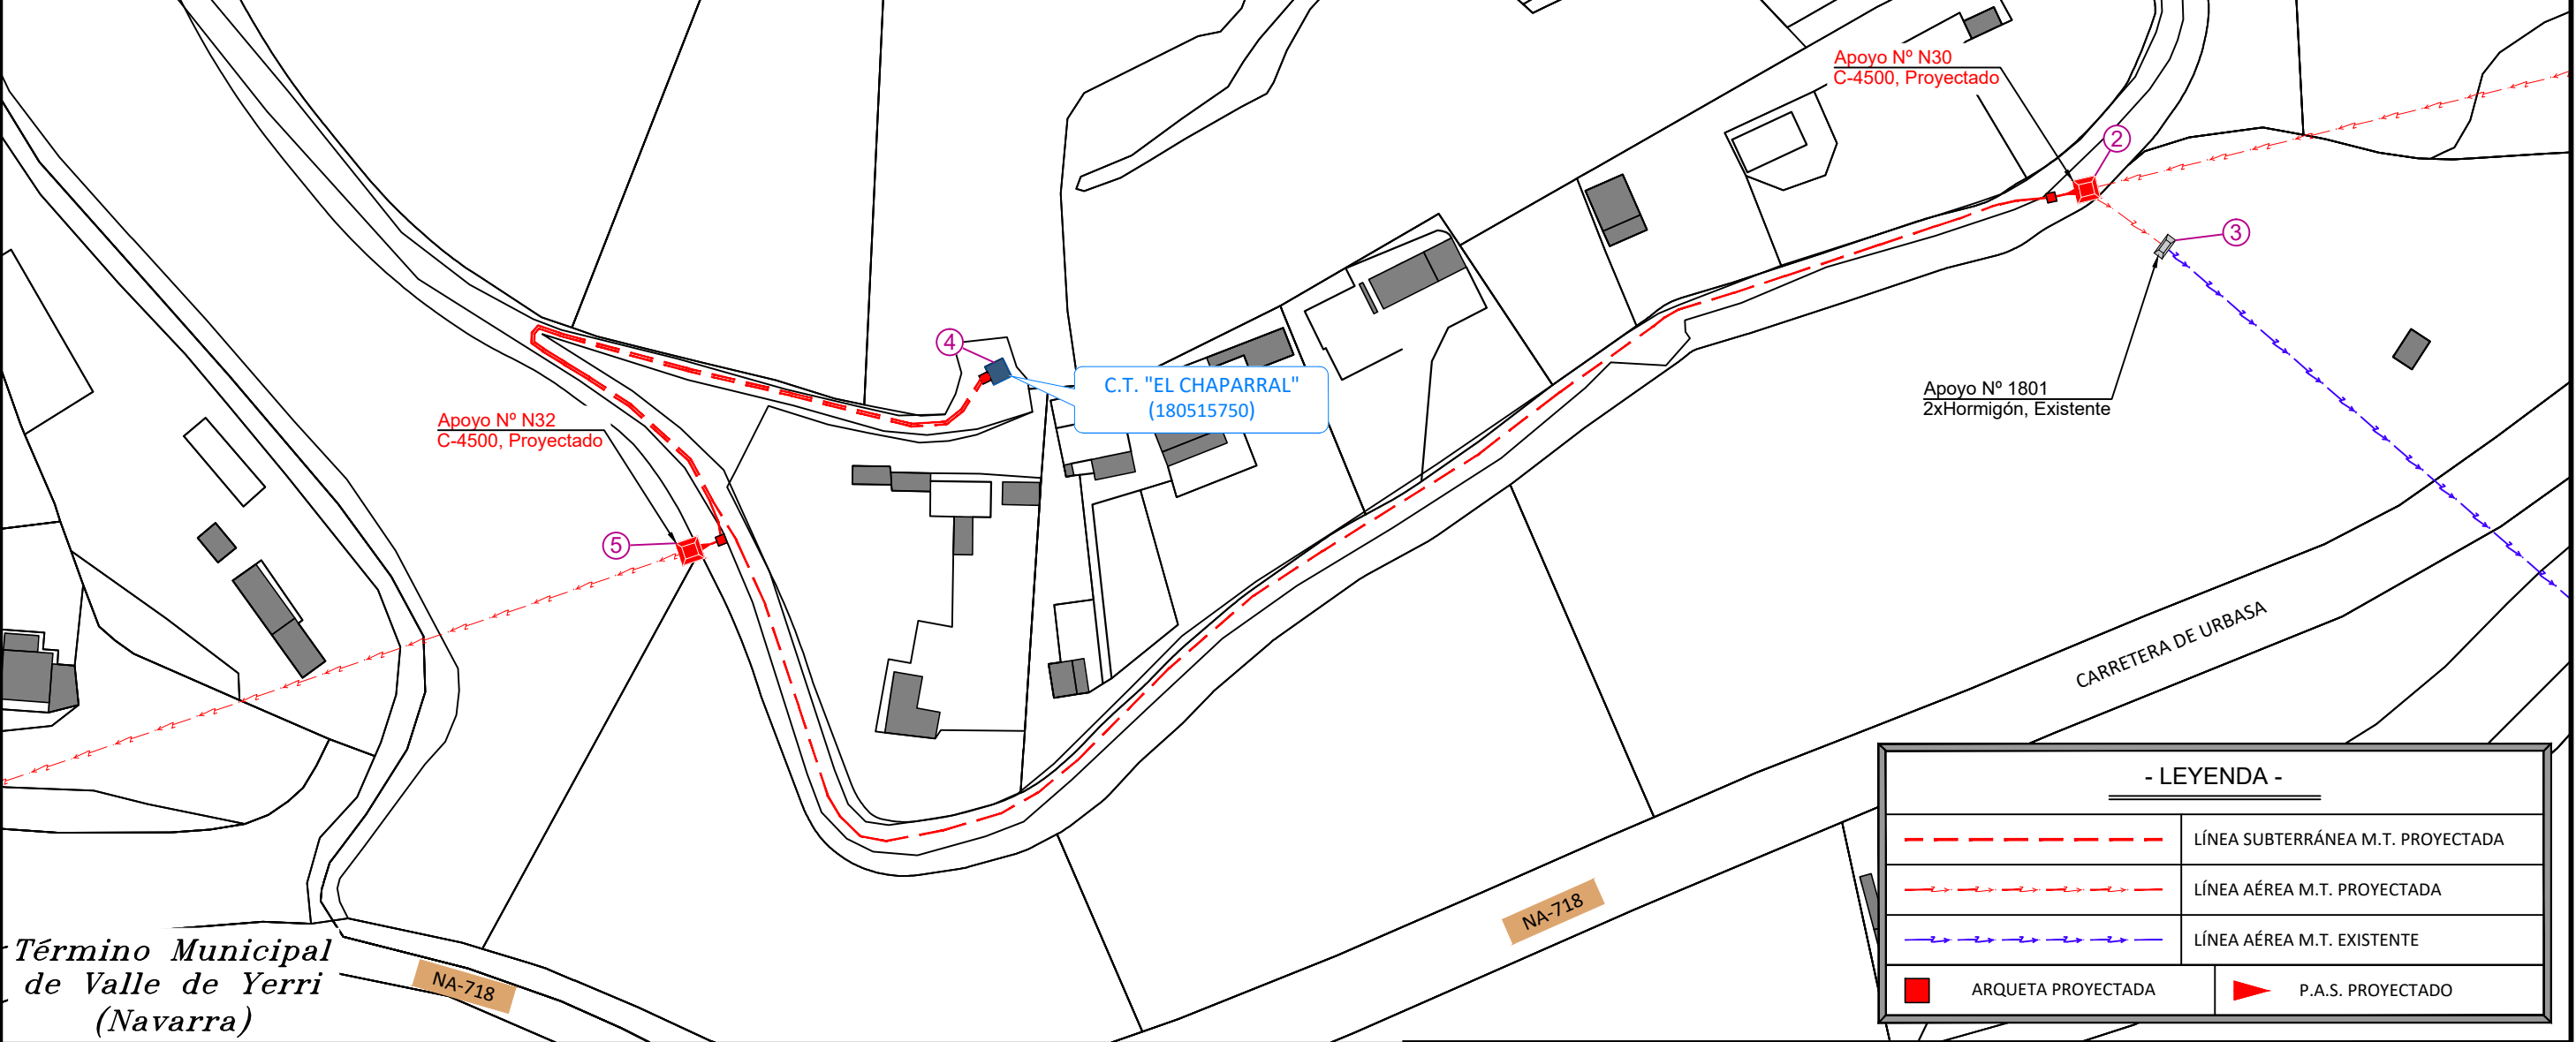 Apoyo Nº N30
C-4500, Proyectado
2
3
4
C.T. "EL CHAPARRAL"
(180515750)
Apoyo Nº 1801
2xHormigón, Existente
Apoyo Nº N32
C-4500, Proyectado
5
CARRETERA DE URBASA
NA-718
Término Municipal
de Valle de Yerri
(Navarra)
NA-718
- LEYENDA -
LÍNEA SUBTERRÁNEA M.T. PROYECTADA
LÍNEA AÉREA M.T. PROYECTADA
LÍNEA AÉREA M.T. EXISTENTE
ARQUETA PROYECTADA
P.A.S. PROYECTADO